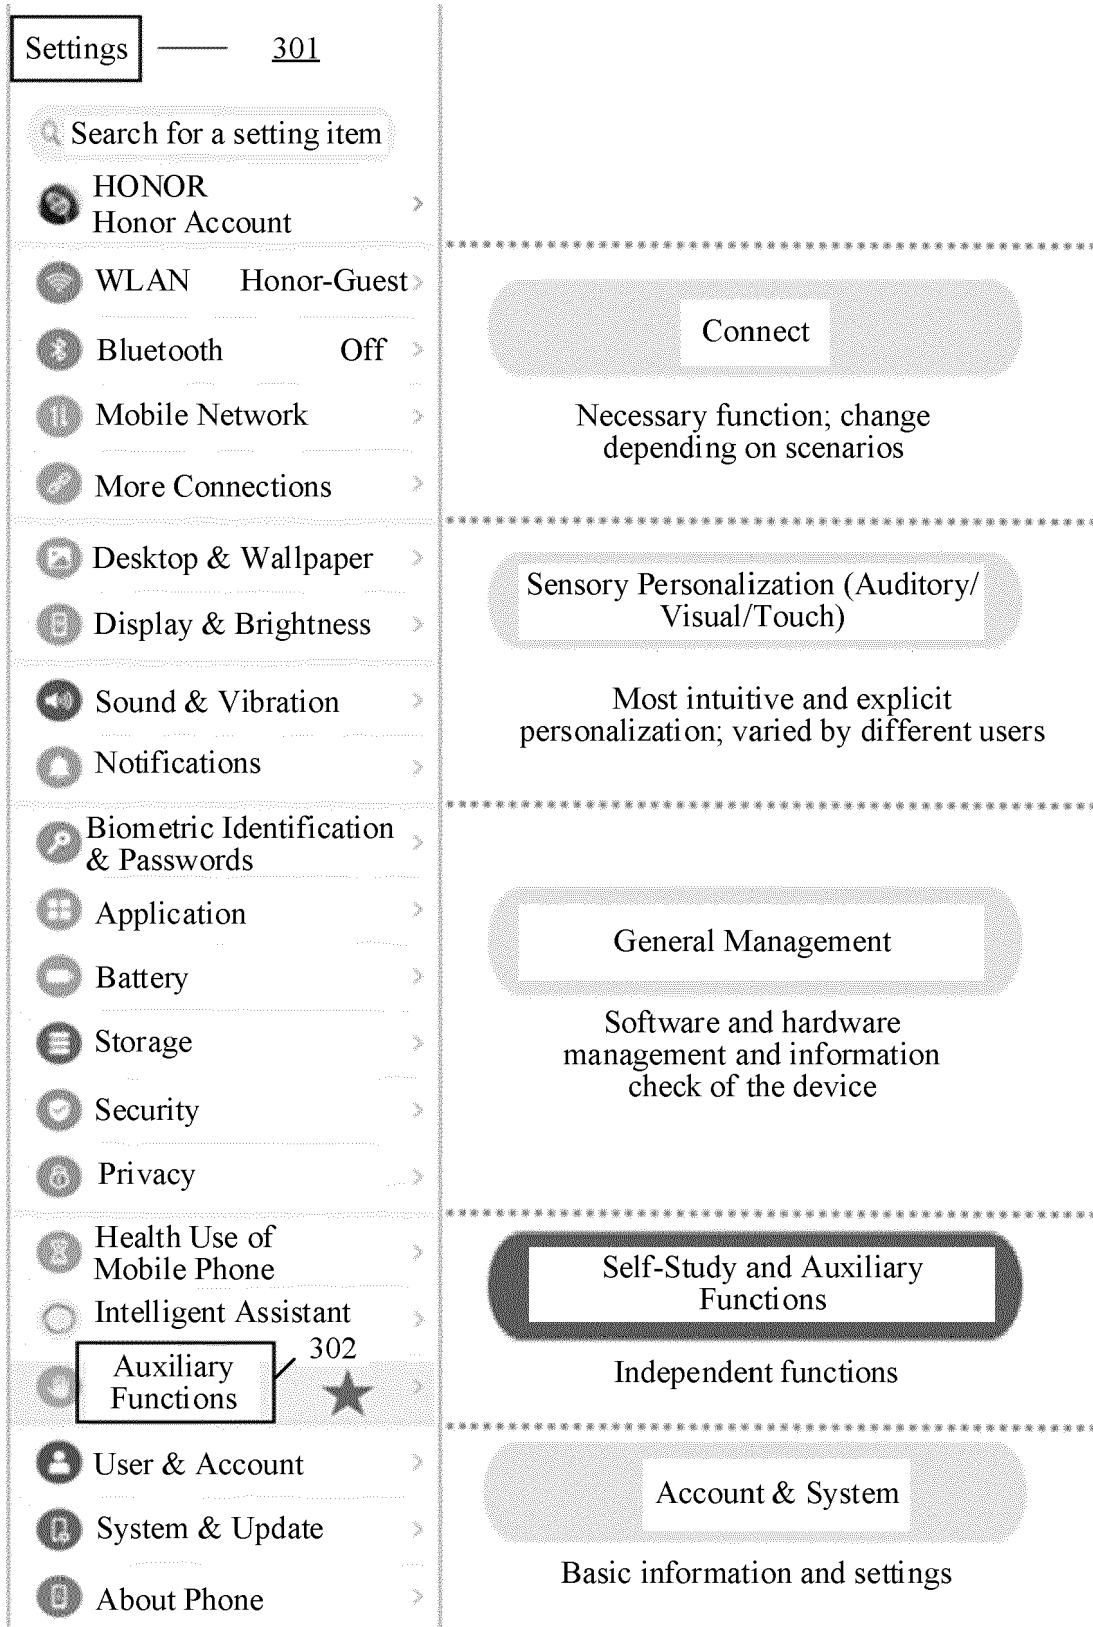 Settings
301
Search for a setting item
HONOR
Honor Account
WLAN Honor-Guest
Bluetooth Off
Mobile Network
More Connections
Connect
Necessary function; change
depending on scenarios
Desktop & Wallpaper
Display & Brightness
Sound & Vibration
Notifications
Sensory Personalization (Auditory/
Visual/Touch)
Most intuitive and explicit
personalization; varied by different users
Biometric Identification
& Passwords
Application
Battery
Storage
Security
Privacy
General Management
Software and hardware
management and information
check of the device
Health Use of
Mobile Phone
Intelligent Assistant
302
Auxiliary
Functions
Self-Study and Auxiliary
Functions
Independent functions
User & Account
System & Update
About Phone
Account & System
Basic information and settings